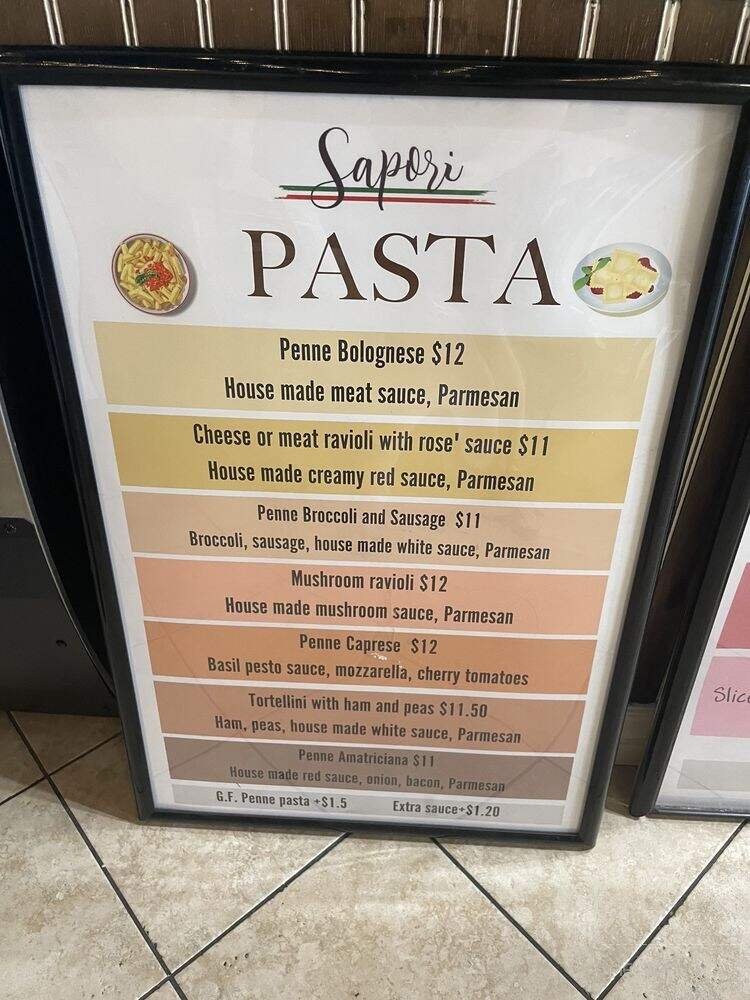 Sapori
PASTA
Penne Bolognese $12
House made meat sauce, Parmesan
Cheese or meat ravioli with rose' sauce $11
House made creamy red sauce, Parmesan
Penne Broccoli and Sausage $11
Broccoli, sausage, house made white sauce, Parmesan
Mushroom ravioli $12
House made mushroom sauce, Parmesan
Penne Caprese $12
Basil pesto sauce, mozzarella, cherry tomatoes
Tortellini with ham and peas $11.50
Ham, peas, house made white sauce, Parmesan
Penne Amatriciana $11
House made red sauce, onion, bacon, Parmesan
G.F. Penne pasta +$1.5 Extra sauce+$1.20